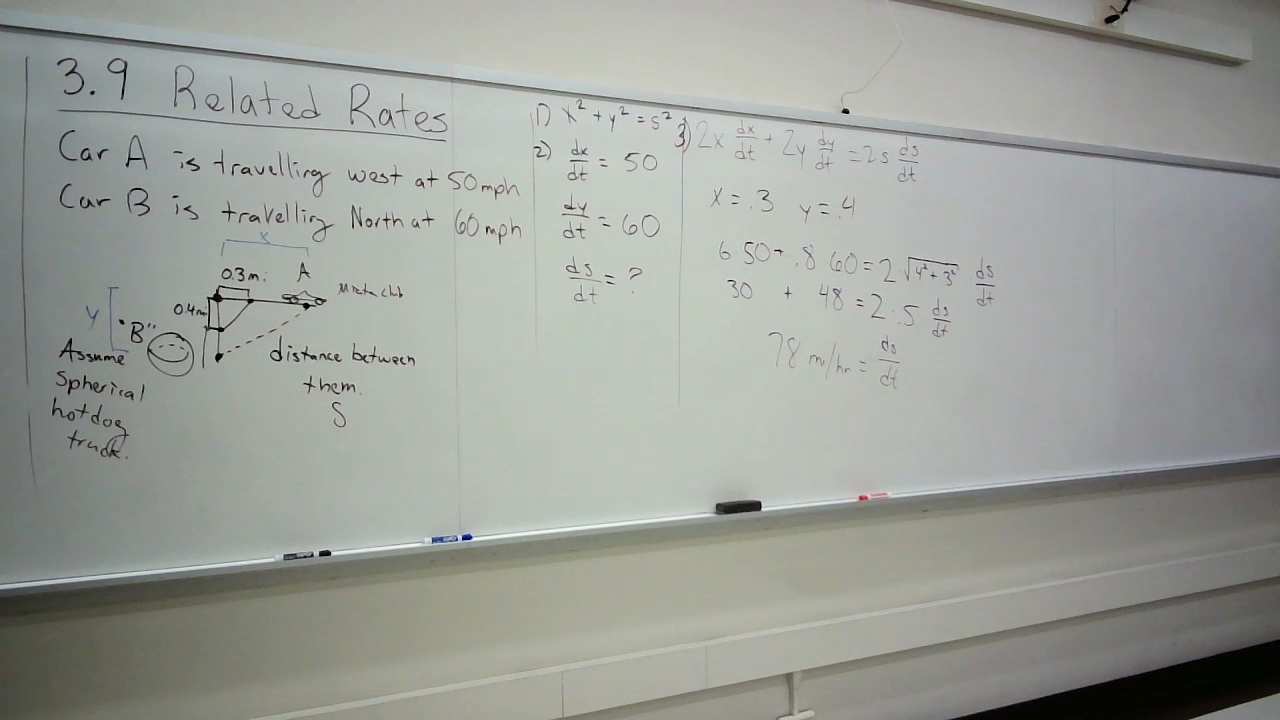 3.9 Related Rates
Car A is travelling west at 50mph
Car B is travelling North at 60mph
x
0.3m.
A
0.4m
y
"B"
Assume
Spherical
hotdog
truck.
distance between
them.
S
1) x² + y² = s²
2) dx/dt = 50
dy/dt = 60
ds/dt = ?
3) 2x dx/dt + 2y dy/dt = 2s ds/dt
x = .3 y = .4
.6 50 + .8 60 = 2 √(.4² + .3²) ds/dt
30 + 48 = 2 .5 ds/dt
78 m/hr = ds/dt